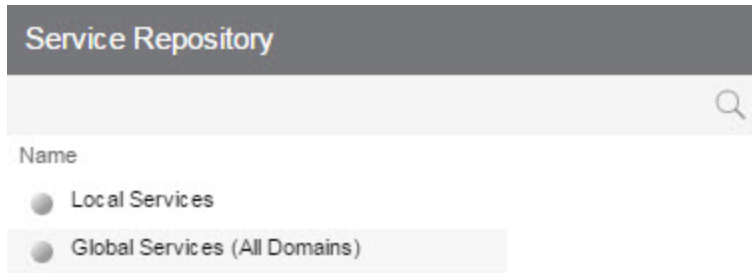 Service Repository
Name
Local Services
Global Services (All Domains)